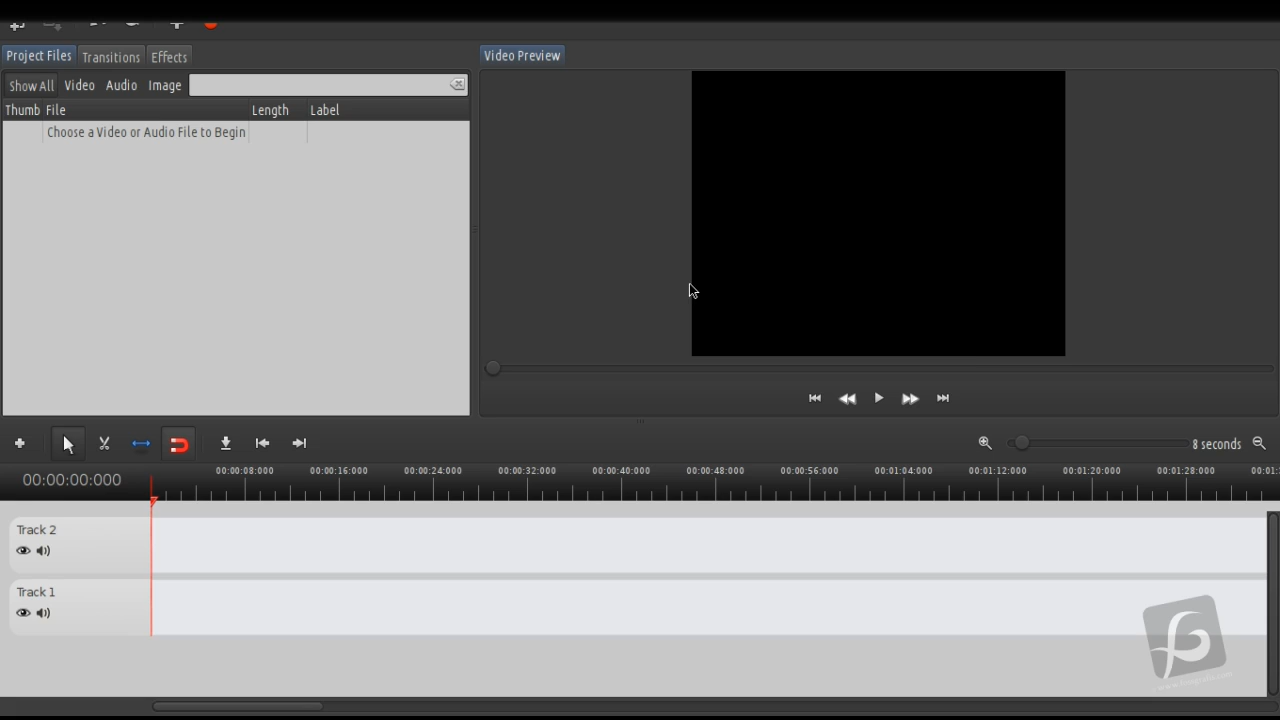 Project Files Transitions Effects
Video Preview
Show All Video Audio Image
Thumb File Length Label
Choose a Video or Audio File to Begin
8 seconds
00:00:00:000
00:00:08:000 00:00:16:000 00:00:24:000 00:00:32:000 00:00:40:000 00:00:48:000 00:00:56:000 00:01:04:000 00:01:12:000 00:01:20:000 00:01:28:000
Track 2
Track 1